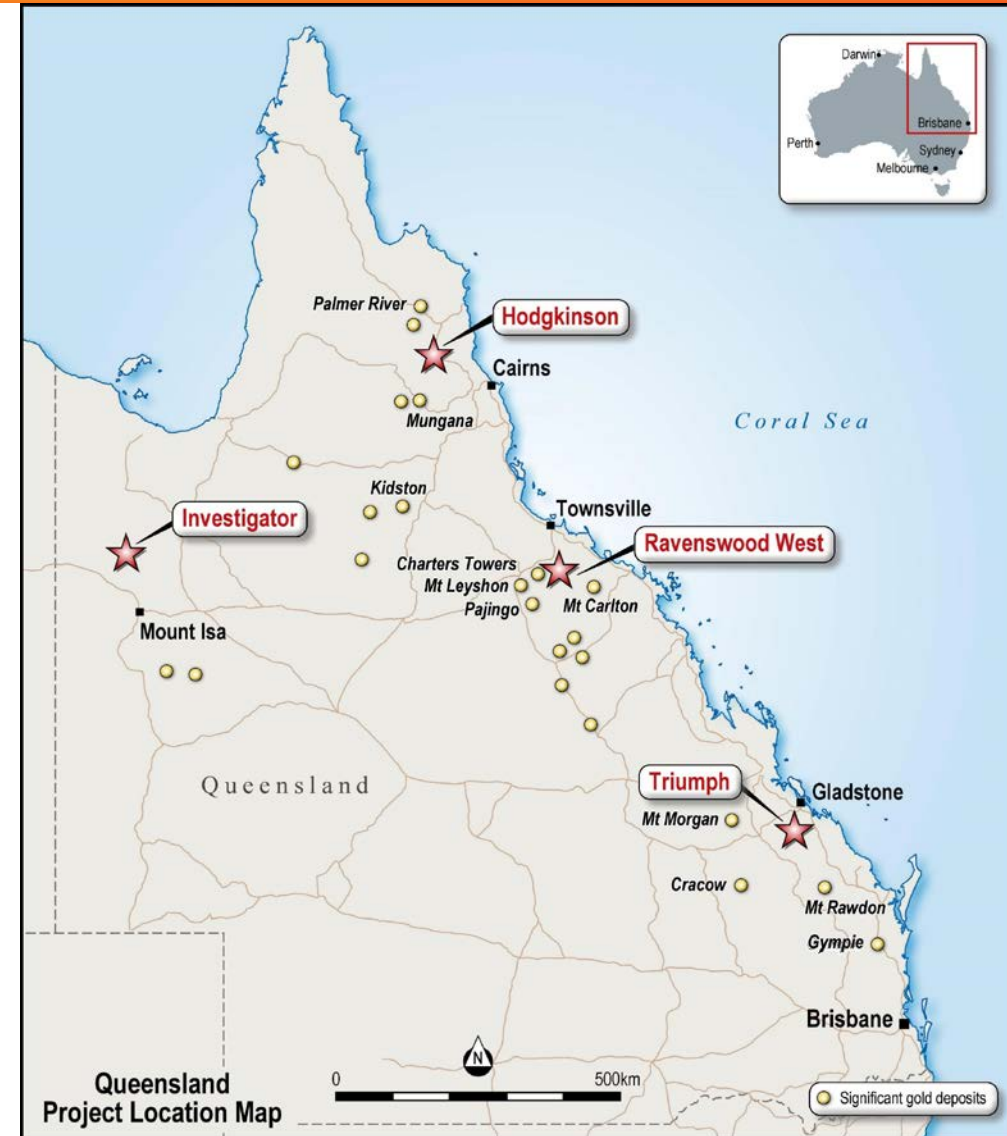 Darwin
Brisbane
Perth
Sydney
Melbourne
Palmer River
Hodgkinson
Cairns
Mungana
Coral Sea
Kidston
Investigator
Townsville
Ravenswood West
Charters Towers
Mt Leyshon
Pajingo
Mt Carlton
Mount Isa
Queensland
Triumph
Gladstone
Mt Morgan
Cracow
Mt Rawdon
Gympie
Brisbane
N
Queensland
Project Location Map
0
500km
Significant gold deposits